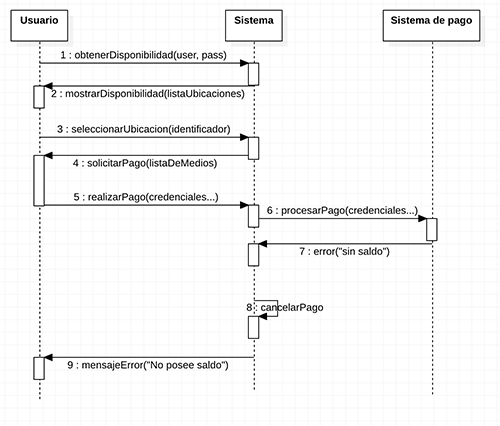 Usuario
Sistema
Sistema de pago
1 : obtenerDisponibilidad(user, pass)
2 : mostrarDisponibilidad(listaUbicaciones)
3 : seleccionarUbicacion(identificador)
4 : solicitarPago(listaDeMedios)
5 : realizarPago(credenciales...)
6 : procesarPago(credenciales...)
7 : error("sin saldo")
8 : cancelarPago
9 : mensajeError("No posee saldo")